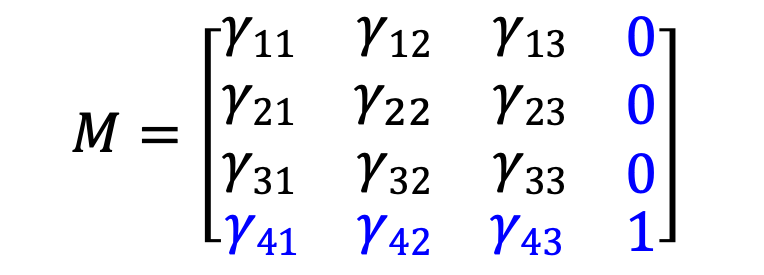 γ₁₁ γ₁₂ γ₁₃ 0
γ₂₁ γ₂₂ γ₂₃ 0
M =
γ₃₁ γ₃₂ γ₃₃ 0
γ₄₁ γ₄₂ γ₄₃ 1